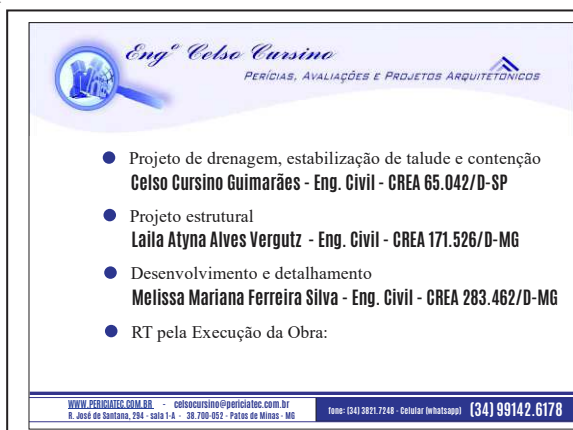 Engº Celso Cursino
Perícias, Avaliações e Projetos Arquitetônicos
Projeto de drenagem, estabilização de talude e contenção
Celso Cursino Guimarães - Eng. Civil - CREA 65.042/D-SP
Projeto estrutural
Laila Atyna Alves Vergutz - Eng. Civil - CREA 171.526/D-MG
Desenvolvimento e detalhamento
Melissa Mariana Ferreira Silva - Eng. Civil - CREA 283.462/D-MG
RT pela Execução da Obra:
WWW.PERICIATEC.COM.BR - celsocursino@periciatec.com.br
R. José de Santana, 294 - sala 1-A - 38.700-052 - Patos de Minas - MG
fone: (34) 3821.7248 - Celular (whatsapp) (34) 99142.6178